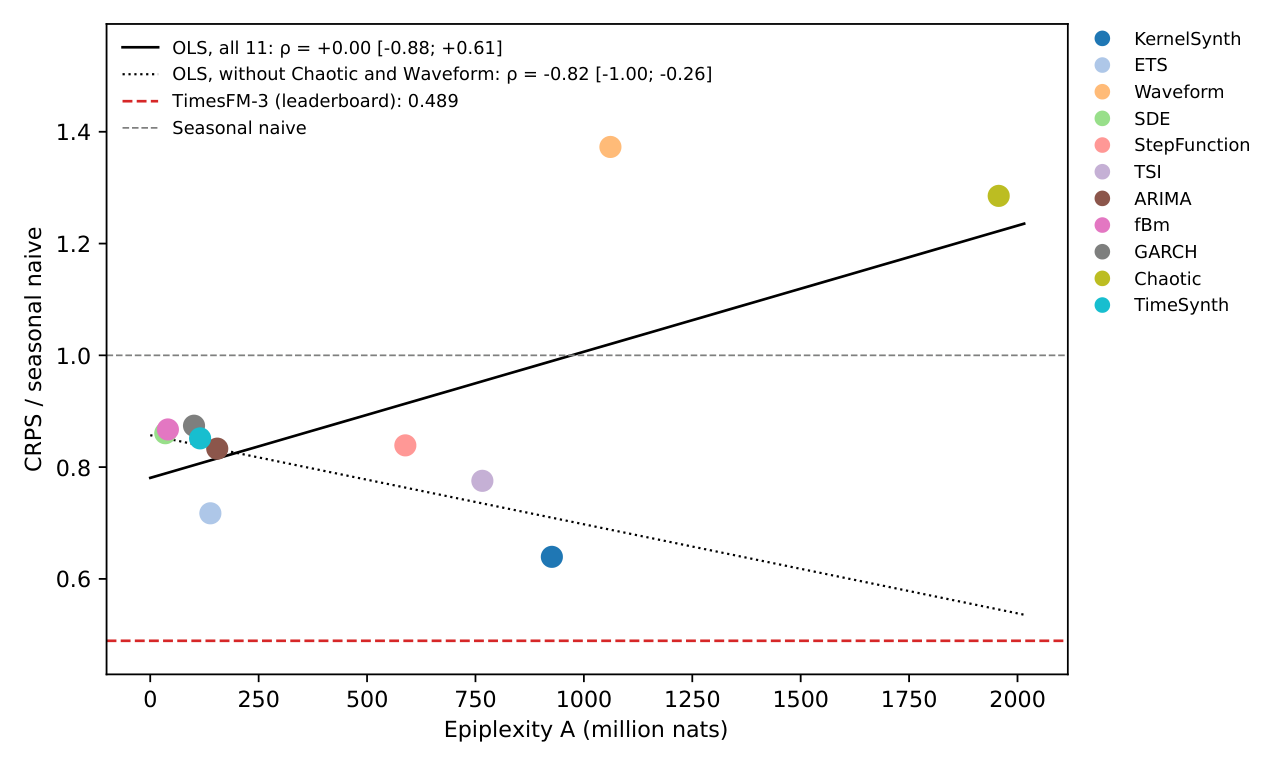 OLS, all 11: ρ = +0.00 [-0.88; +0.61]
OLS, without Chaotic and Waveform: ρ = -0.82 [-1.00; -0.26]
TimesFM-3 (leaderboard): 0.489
Seasonal naive
KernelSynth
ETS
Waveform
SDE
StepFunction
TSI
ARIMA
fBm
GARCH
Chaotic
TimeSynth
CRPS / seasonal naive
1.4
1.2
1.0
0.8
0.6
0 250 500 750 1000 1250 1500 1750 2000
Epiplexity A (million nats)